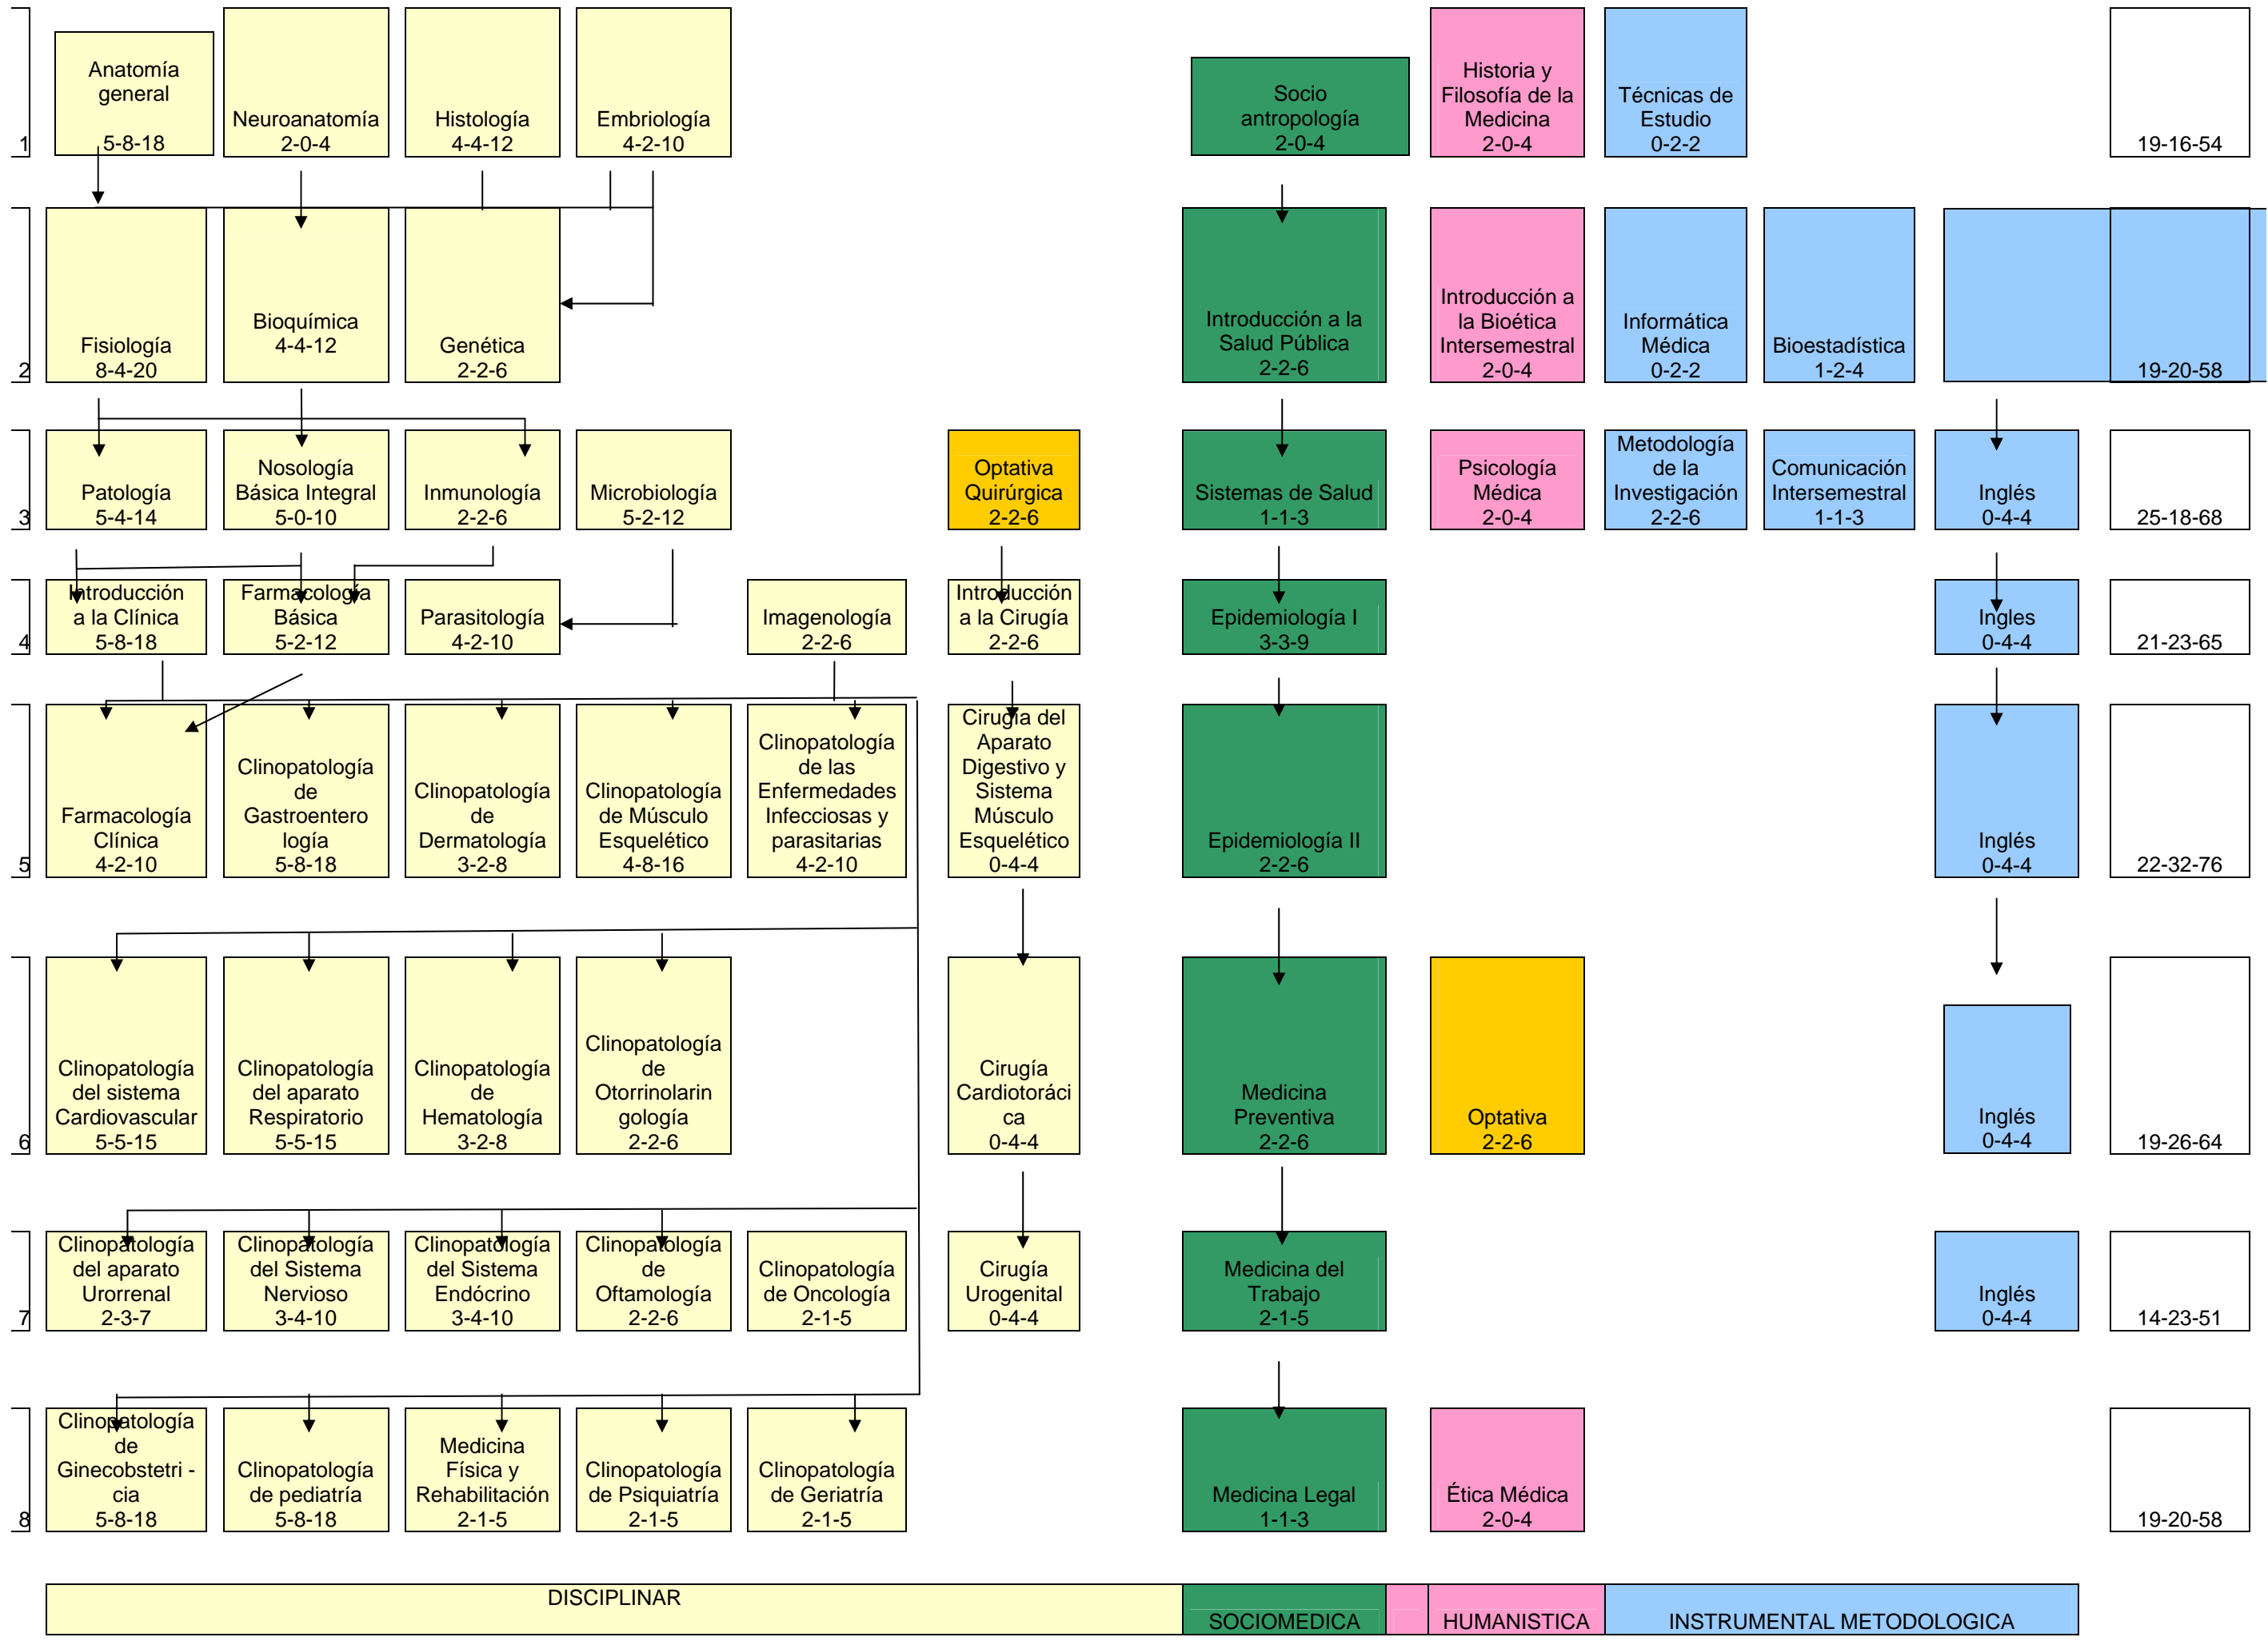 Anatomía
general
5-8-18
Neuroanatomía
2-0-4
Histología
4-4-12
Embriología
4-2-10
Socio
antropología
2-0-4
Historia y
Filosofía de la
Medicina
2-0-4
Técnicas de
Estudio
0-2-2
1
19-16-54
Fisiología
8-4-20
Bioquímica
4-4-12
Genética
2-2-6
Introducción a la
Salud Pública
2-2-6
Introducción a
la Bioética
Intersemestral
2-0-4
Informática
Médica
0-2-2
Bioestadística
1-2-4
2
19-20-58
Patología
5-4-14
Nosología
Básica Integral
5-0-10
Inmunología
2-2-6
Microbiología
5-2-12
Optativa
Quirúrgica
2-2-6
Sistemas de Salud
1-1-3
Psicología
Médica
2-0-4
Metodología
de la
Investigación
2-2-6
Comunicación
Intersemestral
1-1-3
Inglés
0-4-4
3
25-18-68
Introducción
a la Clínica
5-8-18
Farmacología
Básica
5-2-12
Parasitología
4-2-10
Imagenología
2-2-6
Introducción
a la Cirugía
2-2-6
Epidemiología I
3-3-9
Ingles
0-4-4
4
21-23-65
Farmacología
Clínica
4-2-10
Clinopatología
de
Gastroentero
logía
5-8-18
Clinopatología
de
Dermatología
3-2-8
Clinopatología
de Músculo
Esquelético
4-8-16
Clinopatología
de las
Enfermedades
Infecciosas y
parasitarias
4-2-10
Cirugía del
Aparato
Digestivo y
Sistema
Músculo
Esquelético
0-4-4
Epidemiología II
2-2-6
Inglés
0-4-4
5
22-32-76
Clinopatología
del sistema
Cardiovascular
5-5-15
Clinopatología
del aparato
Respiratorio
5-5-15
Clinopatología
de
Hematología
3-2-8
Clinopatología
de
Otorrinolarin
gología
2-2-6
Cirugía
Cardiotoráci
ca
0-4-4
Medicina
Preventiva
2-2-6
Optativa
2-2-6
Inglés
0-4-4
6
19-26-64
Clinopatología
del aparato
Urorrenal
2-3-7
Clinopatología
del Sistema
Nervioso
3-4-10
Clinopatología
del Sistema
Endócrino
3-4-10
Clinopatología
de
Oftamología
2-2-6
Clinopatología
de Oncología
2-1-5
Cirugía
Urogenital
0-4-4
Medicina del
Trabajo
2-1-5
Inglés
0-4-4
7
14-23-51
Clinopatología
de
Ginecobstetri -
cia
5-8-18
Clinopatología
de pediatría
5-8-18
Medicina
Física y
Rehabilitación
2-1-5
Clinopatología
de Psiquiatría
2-1-5
Clinopatología
de Geriatría
2-1-5
Medicina Legal
1-1-3
Ética Médica
2-0-4
8
19-20-58
DISCIPLINAR
SOCIOMEDICA
HUMANISTICA
INSTRUMENTAL METODOLOGICA